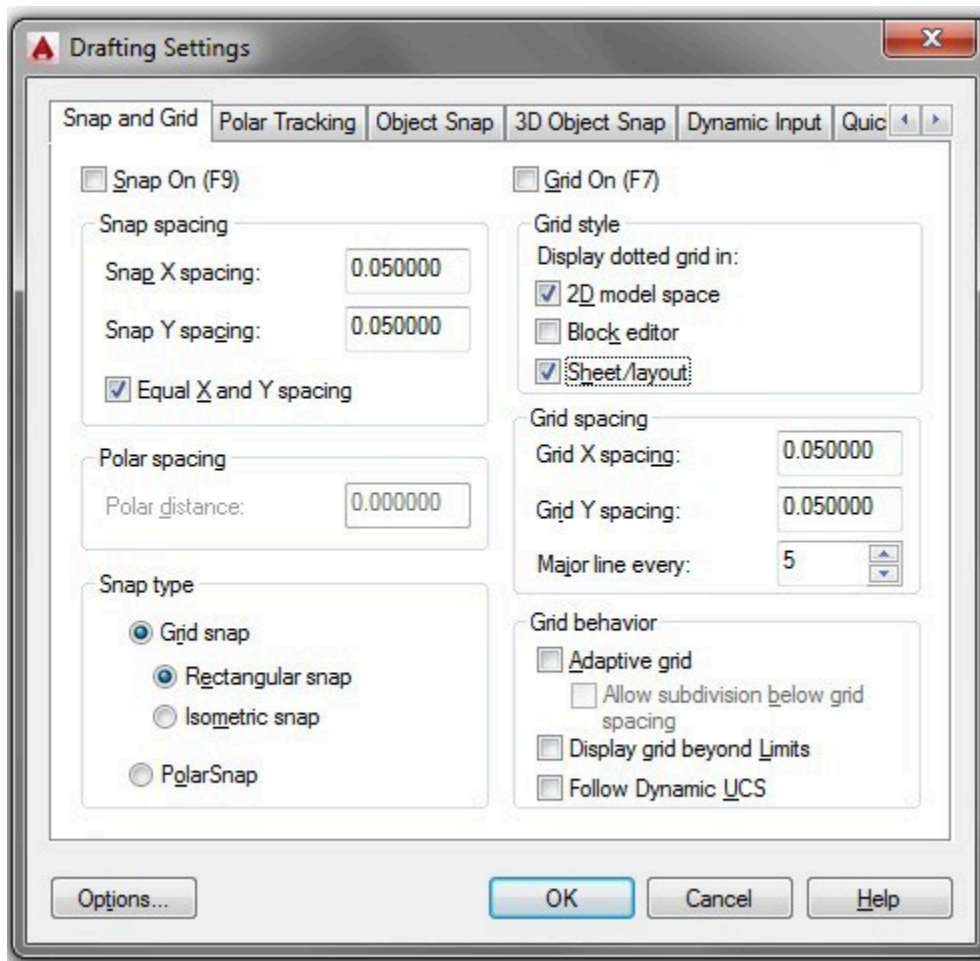 Drafting Settings
Snap and Grid Polar Tracking Object Snap 3D Object Snap Dynamic Input Quic
Snap On (F9)
Snap spacing
Snap X spacing: 0.050000
Snap Y spacing: 0.050000
Equal X and Y spacing
Polar spacing
Polar distance: 0.000000
Snap type
Grid snap
Rectangular snap
Isometric snap
PolarSnap
Grid On (F7)
Grid style
Display dotted grid in:
2D model space
Block editor
Sheet/layout
Grid spacing
Grid X spacing: 0.050000
Grid Y spacing: 0.050000
Major line every: 5
Grid behavior
Adaptive grid
Allow subdivision below grid
spacing
Display grid beyond Limits
Follow Dynamic UCS
Options... OK Cancel Help